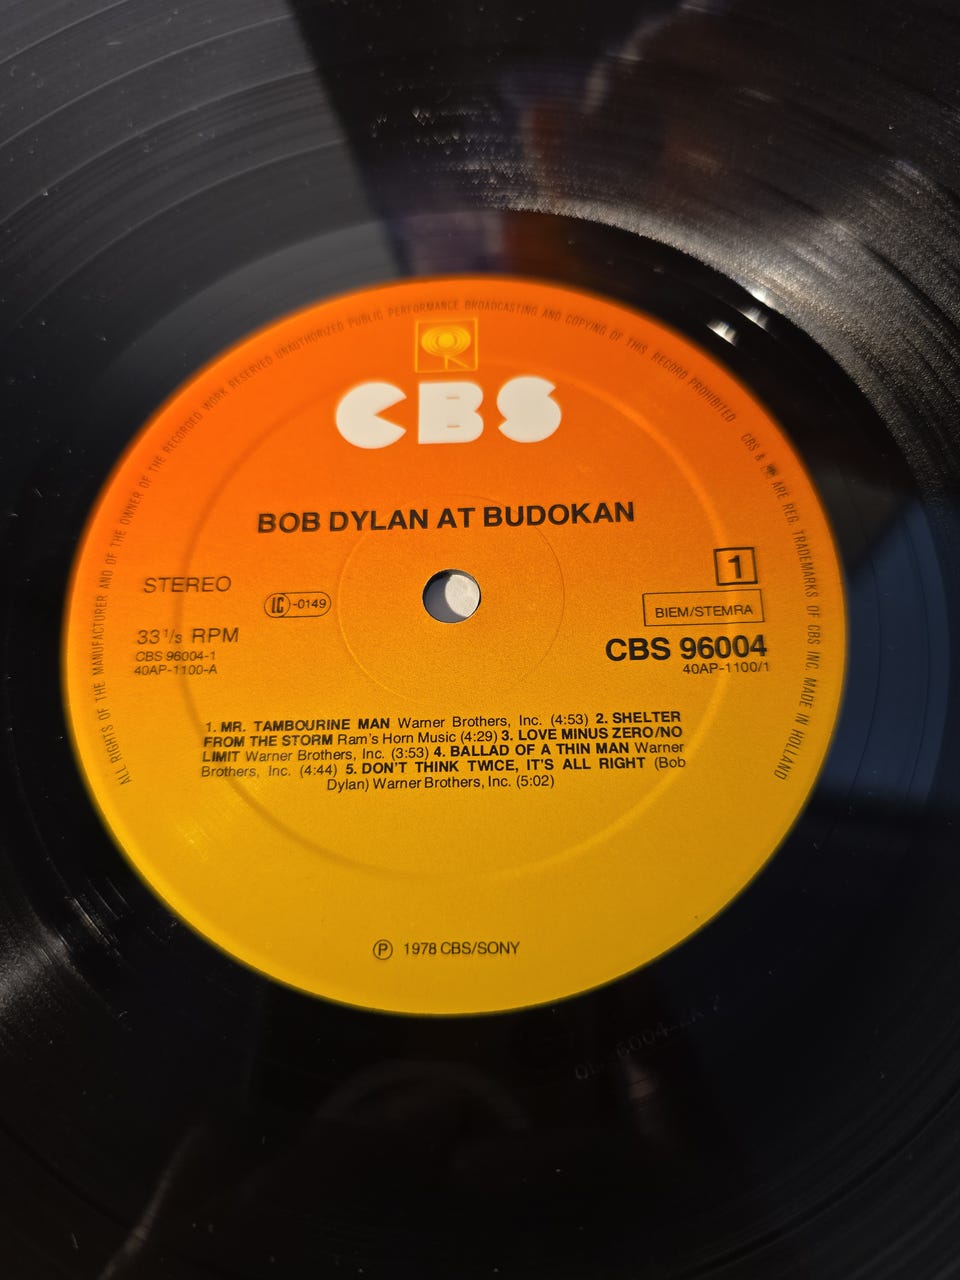 ALL RIGHTS OF THE MANUFACTURER AND OF THE OWNER OF THE RECORDED WORK RESERVED UNAUTHORIZED PUBLIC PERFORMANCE BROADCASTING AND COPYING OF THIS RECORD PROHIBITED CBS & ARE REG. TRADEMARKS OF CBS INC. MADE IN HOLLAND
CBS
BOB DYLAN AT BUDOKAN
STEREO
LC-0149
33⅓ RPM
CBS 96004-1
40AP-1100-A
1
BIEM/STEMRA
CBS 96004
40AP-1100/1
1. MR. TAMBOURINE MAN Warner Brothers, Inc. (4:53) 2. SHELTER
FROM THE STORM Ram's Horn Music (4:29) 3. LOVE MINUS ZERO/NO
LIMIT Warner Brothers, Inc. (3:53) 4. BALLAD OF A THIN MAN Warner
Brothers, Inc. (4:44) 5. DON'T THINK TWICE, IT'S ALL RIGHT (Bob
Dylan) Warner Brothers, Inc. (5:02)
Ⓟ 1978 CBS/SONY